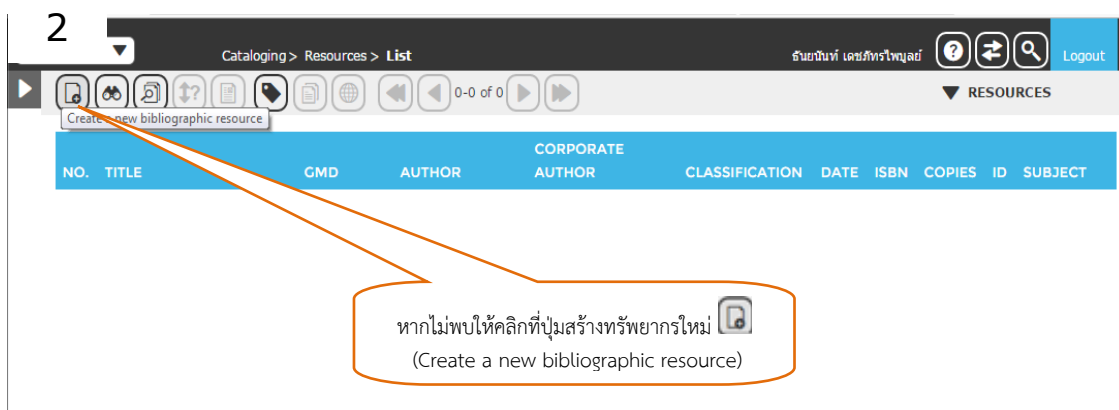 2
Cataloging > Resources > List
ธันยนันท์ เดชภัทรไพบูลย์
Logout
0-0 of 0
RESOURCES
Create a new bibliographic resource
NO. TITLE GMD AUTHOR CORPORATE AUTHOR CLASSIFICATION DATE ISBN COPIES ID SUBJECT
หากไม่พบให้คลิกที่ปุ่มสร้างทรัพยากรใหม่
(Create a new bibliographic resource)